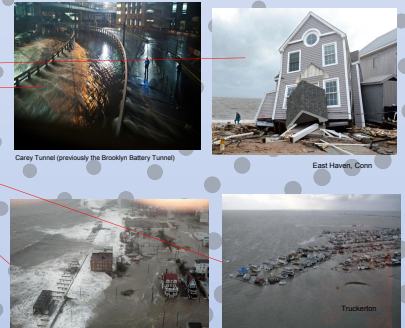 Carey Tunnel (previously the Brooklyn Battery Tunnel)
East Haven, Conn
Truckerton